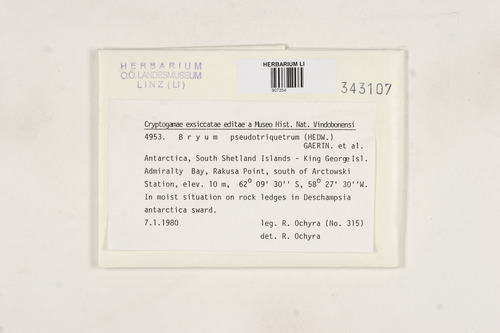 HERBARIUM
O.Ö. LANDESMUSEUM
LINZ (LI)
HERBARIUM LI
907354
343107
Cryptogamae exsiccatae editae a Museo Hist. Nat. Vindobonensi
4953. Bryum pseudotriquetrum (HEDW.)
GAERTN. et al.
Antarctica, South Shetland Islands - King George Isl.
Admiralty Bay, Rakusa Point, south of Arctowski
Station, elev. 10 m, 62° 09' 30'' S, 58° 27' 30''W.
In moist situation on rock ledges in Deschampsia
antarctica sward.
7.1.1980 leg. R. Ochyra (No. 315)
det. R. Ochyra